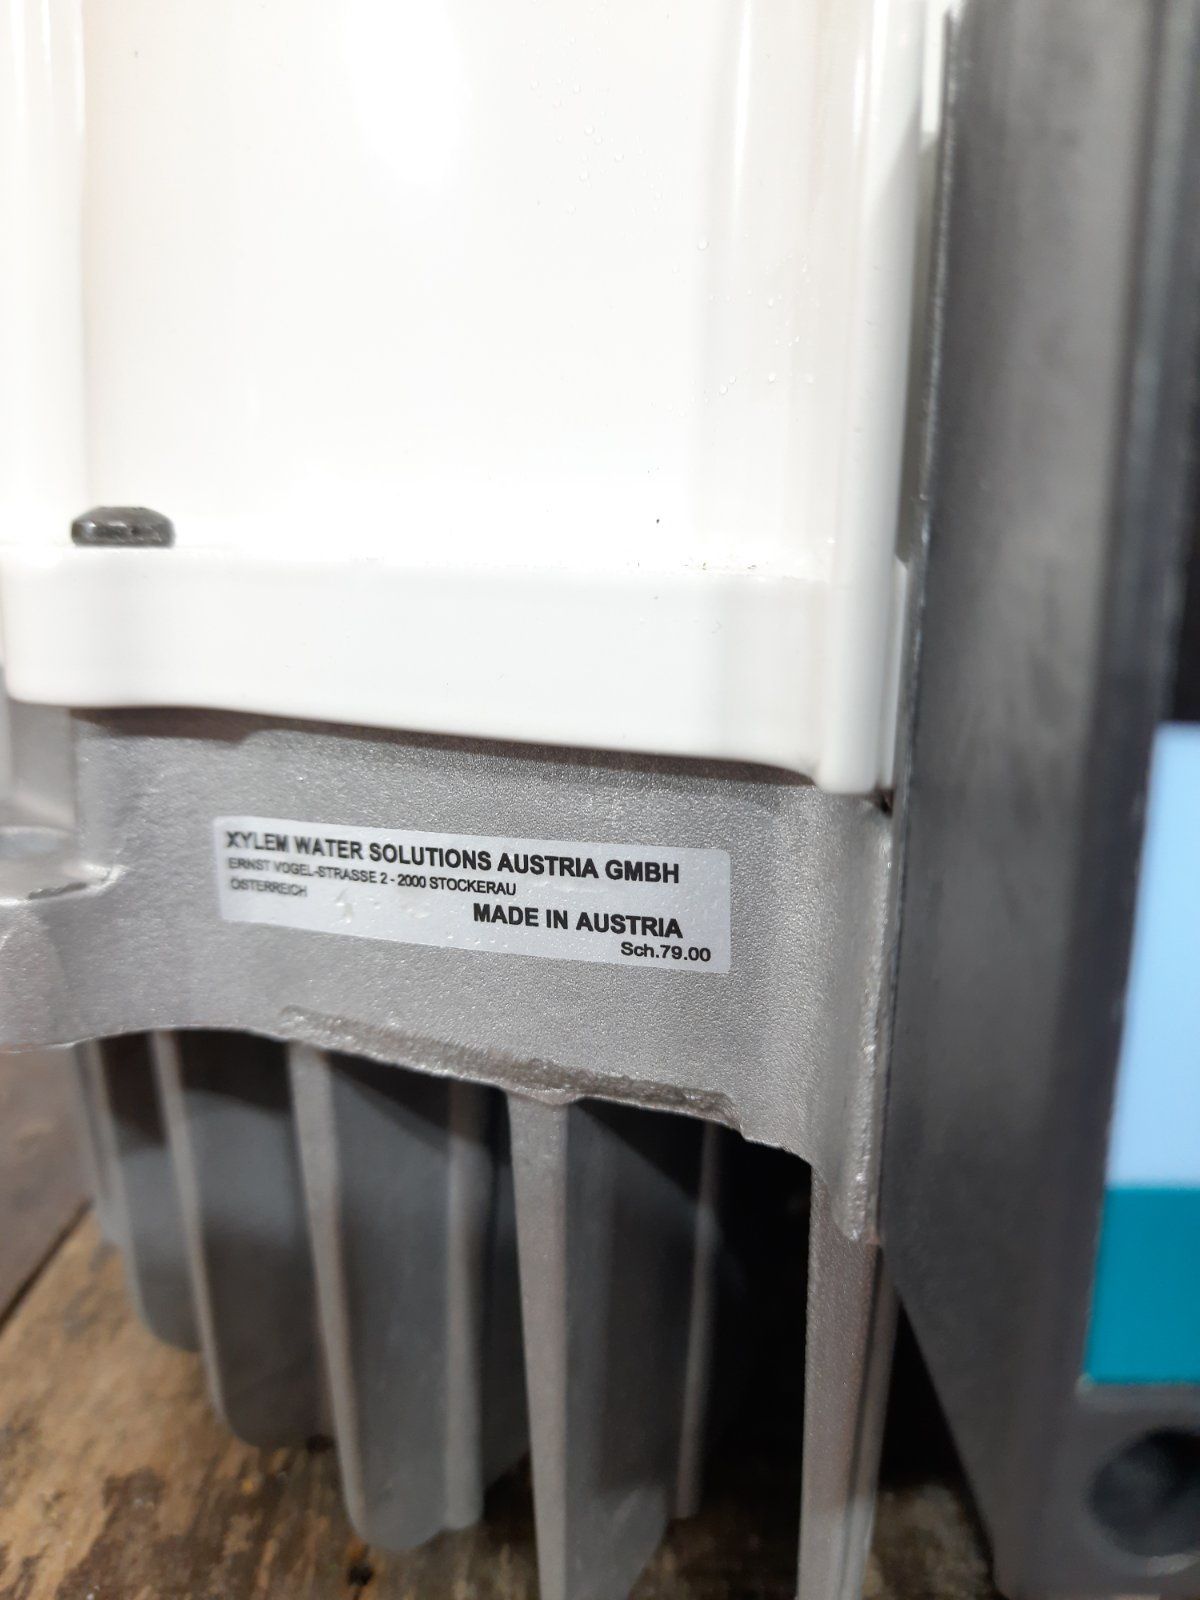 XYLEM WATER SOLUTIONS AUSTRIA GMBH
ERNST VOGEL-STRASSE 2 - 2000 STOCKERAU
ÖSTERREICH
MADE IN AUSTRIA
Sch.79.00